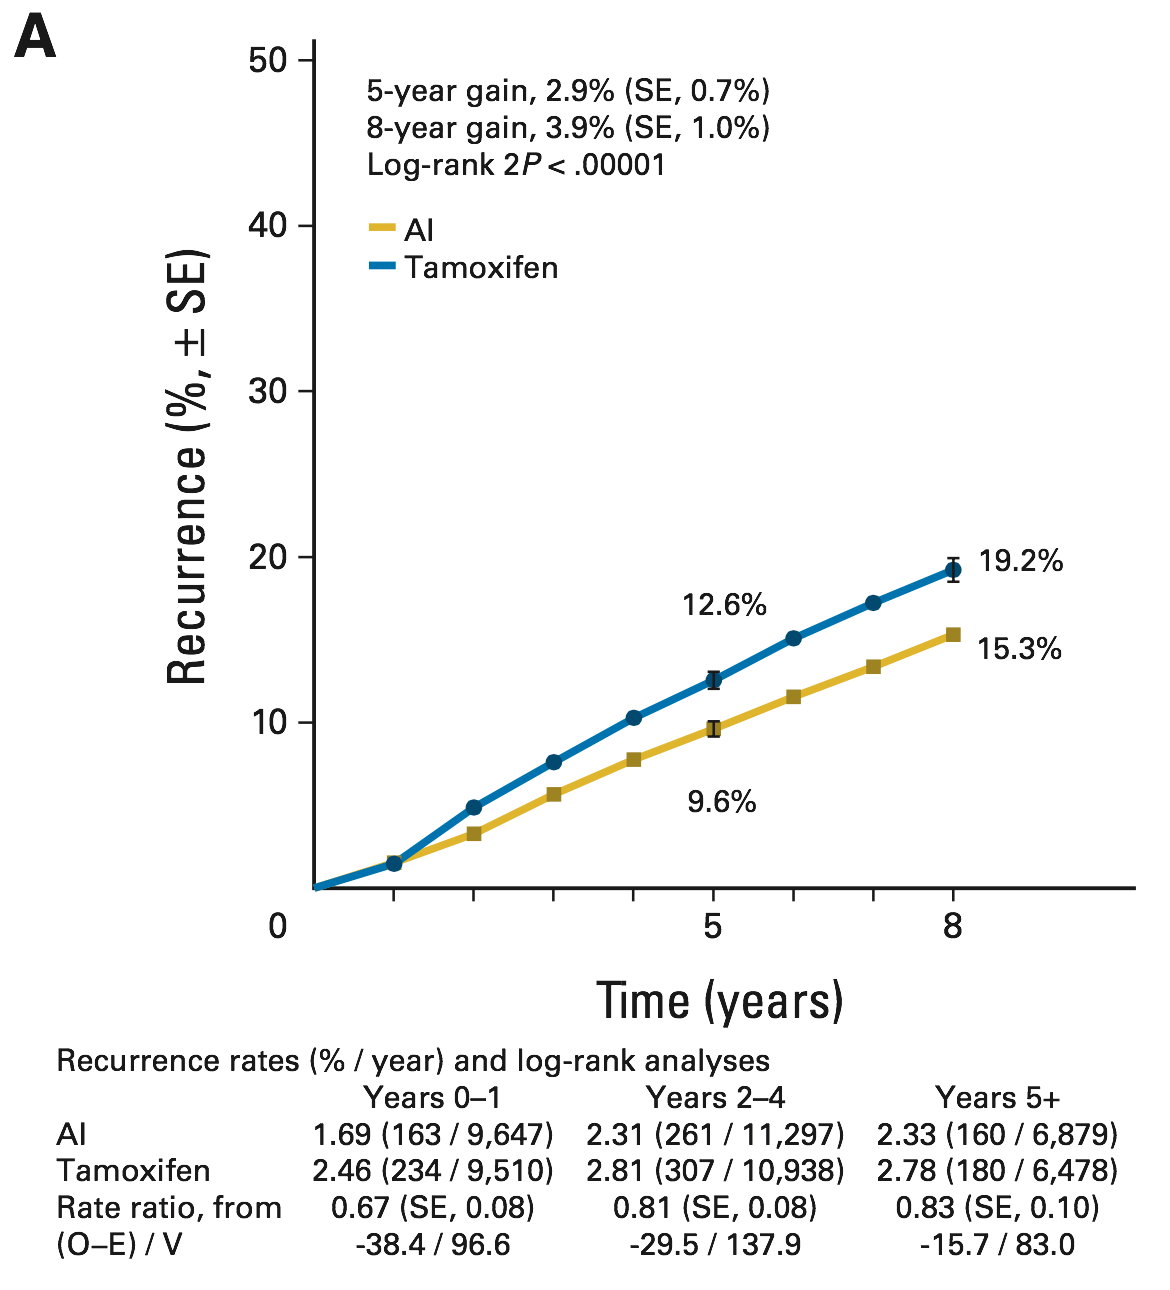 A
50
5-year gain, 2.9% (SE, 0.7%)
8-year gain, 3.9% (SE, 1.0%)
Log-rank 2P < .00001
40
AI
Tamoxifen
Recurrence (%, ± SE)
30
20
19.2%
12.6%
15.3%
10
9.6%
0
5
8
Time (years)
Recurrence rates (% / year) and log-rank analyses
Years 0–1 Years 2–4 Years 5+
AI 1.69 (163 / 9,647) 2.31 (261 / 11,297) 2.33 (160 / 6,879)
Tamoxifen 2.46 (234 / 9,510) 2.81 (307 / 10,938) 2.78 (180 / 6,478)
Rate ratio, from 0.67 (SE, 0.08) 0.81 (SE, 0.08) 0.83 (SE, 0.10)
(O–E) / V -38.4 / 96.6 -29.5 / 137.9 -15.7 / 83.0